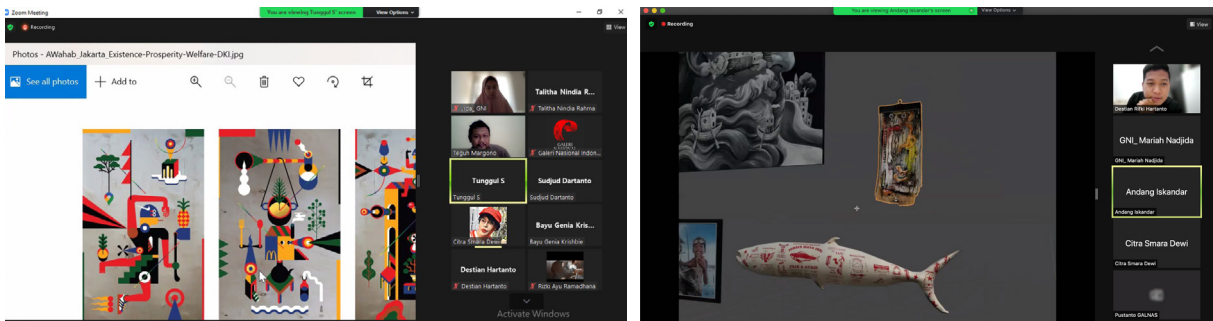 Zoom Meeting
You are viewing Tunggul S' screen
View Options
Recording
View
Photos - AWahab_Jakarta_Existence-Prosperity-Welfare-DKI.jpg
See all photos
Add to
Talitha Nindia R...
Talitha Nindia Rahma
Teguh Margono
Galeri Nasional Indon...
Tunggul S
Tunggul S
Sudjud Dartanto
Sudjud Dartanto
Citra Smara Dewi
Bayu Genia Kris...
Bayu Genia Krishbie
Destian Hartanto
Destian Hartanto
Rizki Ayu Ramadhana
Activate Windows
You are viewing Andang Iskandar's screen
View Options
Recording
View
Destian Rifki Hartanto
GNI_ Mariah Nadjida
GNI_ Mariah Nadjida
Andang Iskandar
Andang Iskandar
Citra Smara Dewi
Citra Smara Dewi
Pustanto GALNAS